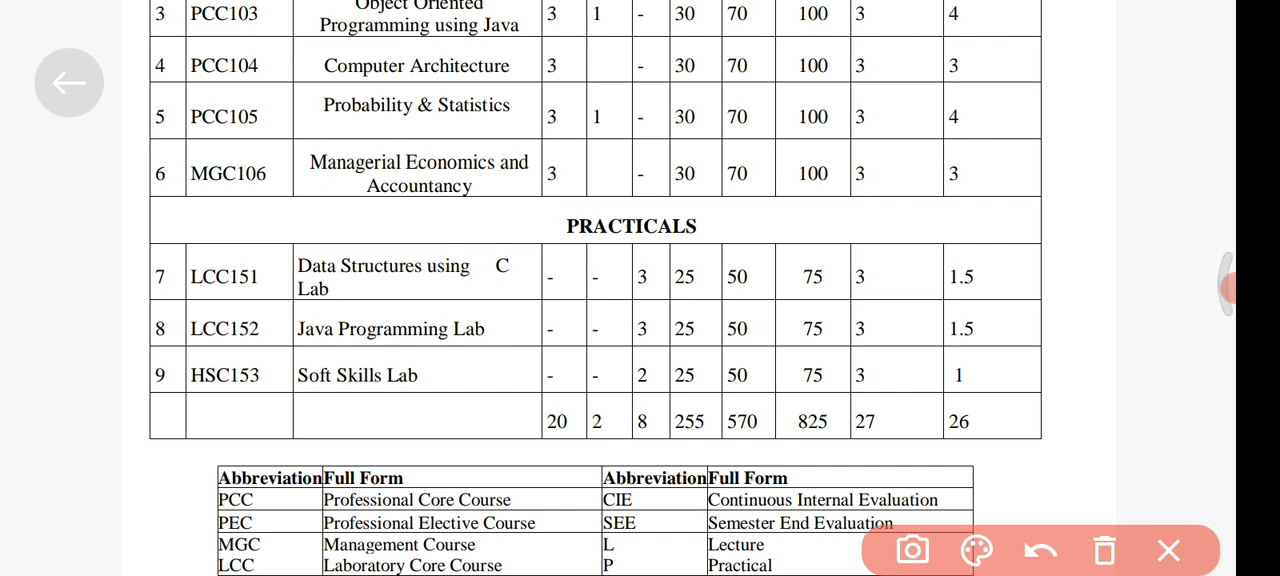 3 PCC103 Object Oriented Programming using Java 3 1 - 30 70 100 3 4
4 PCC104 Computer Architecture 3 - 30 70 100 3 3
5 PCC105 Probability & Statistics 3 1 - 30 70 100 3 4
6 MGC106 Managerial Economics and Accountancy 3 - 30 70 100 3 3
PRACTICALS
7 LCC151 Data Structures using C Lab - - 3 25 50 75 3 1.5
8 LCC152 Java Programming Lab - - 3 25 50 75 3 1.5
9 HSC153 Soft Skills Lab - - 2 25 50 75 3 1
20 2 8 255 570 825 27 26
Abbreviation Full Form Abbreviation Full Form
PCC Professional Core Course CIE Continuous Internal Evaluation
PEC Professional Elective Course SEE Semester End Evaluation
MGC Management Course L Lecture
LCC Laboratory Core Course P Practical